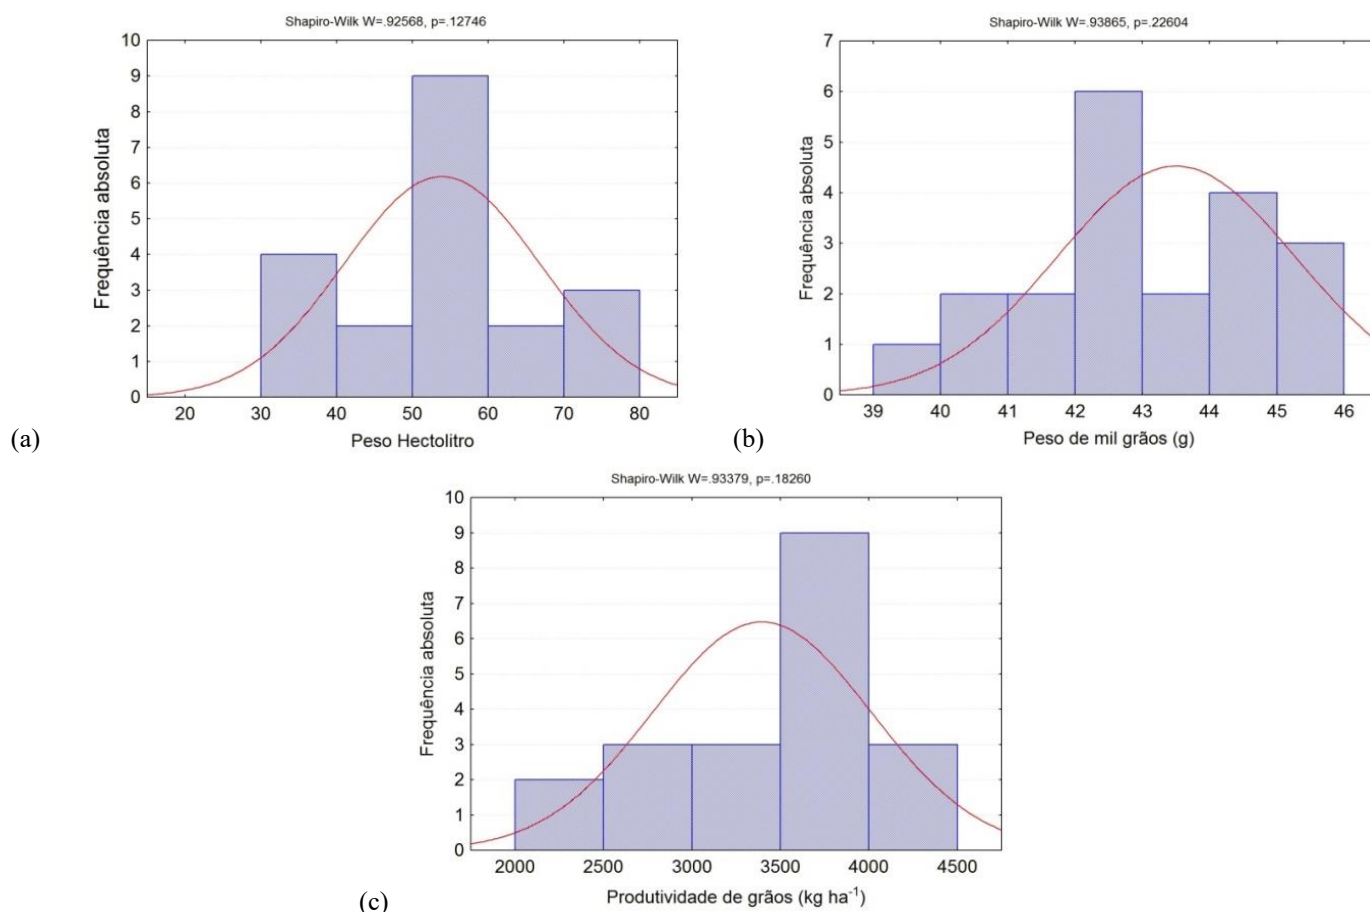 Shapiro-Wilk W=.92568, p=.12746
10
9
8
7
6
5
4
3
2
1
0
Frequência absoluta
20 30 40 50 60 70 80
Peso Hectolitro
(a)
Shapiro-Wilk W=.93865, p=.22604
7
6
5
4
3
2
1
0
Frequência absoluta
39 40 41 42 43 44 45 46
Peso de mil grãos (g)
(b)
Shapiro-Wilk W=.93379, p=.18260
10
9
8
7
6
5
4
3
2
1
0
Frequência absoluta
2000 2500 3000 3500 4000 4500
Produtividade de grãos (kg ha⁻¹)
(c)